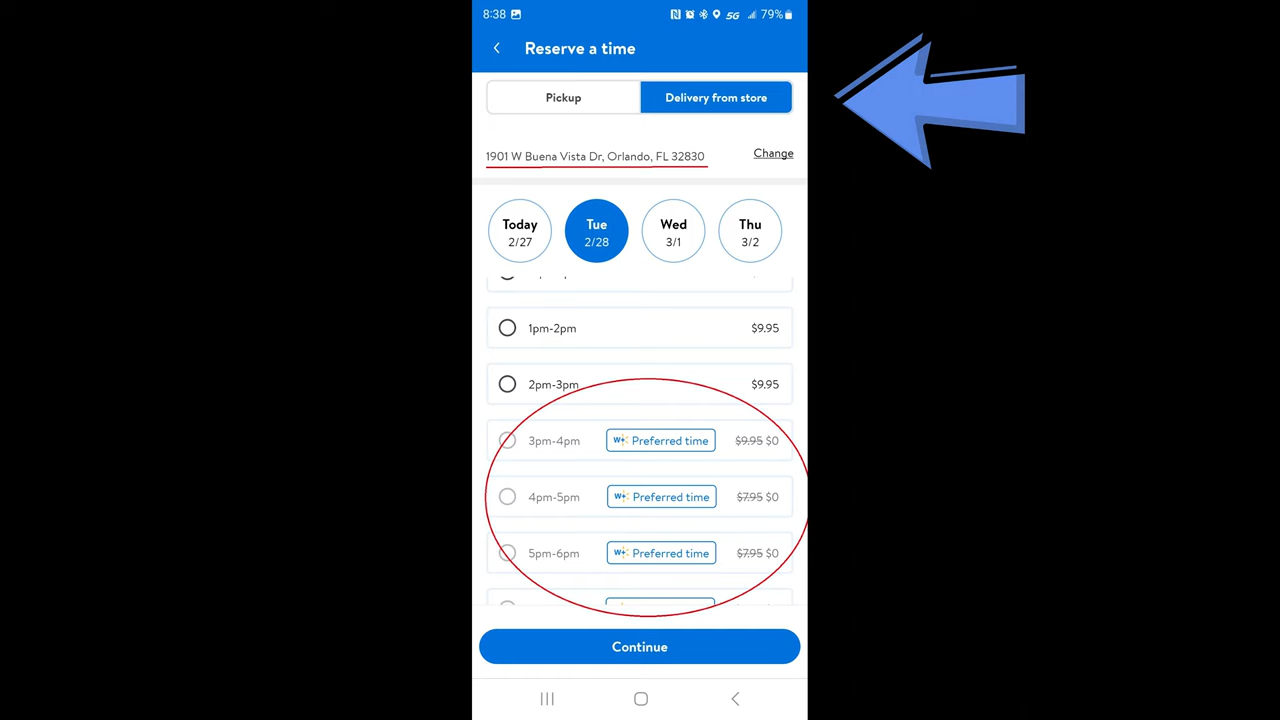 8:38 5G 79%
Reserve a time
Pickup Delivery from store
1901 W Buena Vista Dr, Orlando, FL 32830 Change
Today Tue Wed Thu
2/27 2/28 3/1 3/2
1pm-2pm $9.95
2pm-3pm $9.95
3pm-4pm W+ Preferred time $9.95 $0
4pm-5pm W+ Preferred time $7.95 $0
5pm-6pm W+ Preferred time $7.95 $0
Continue